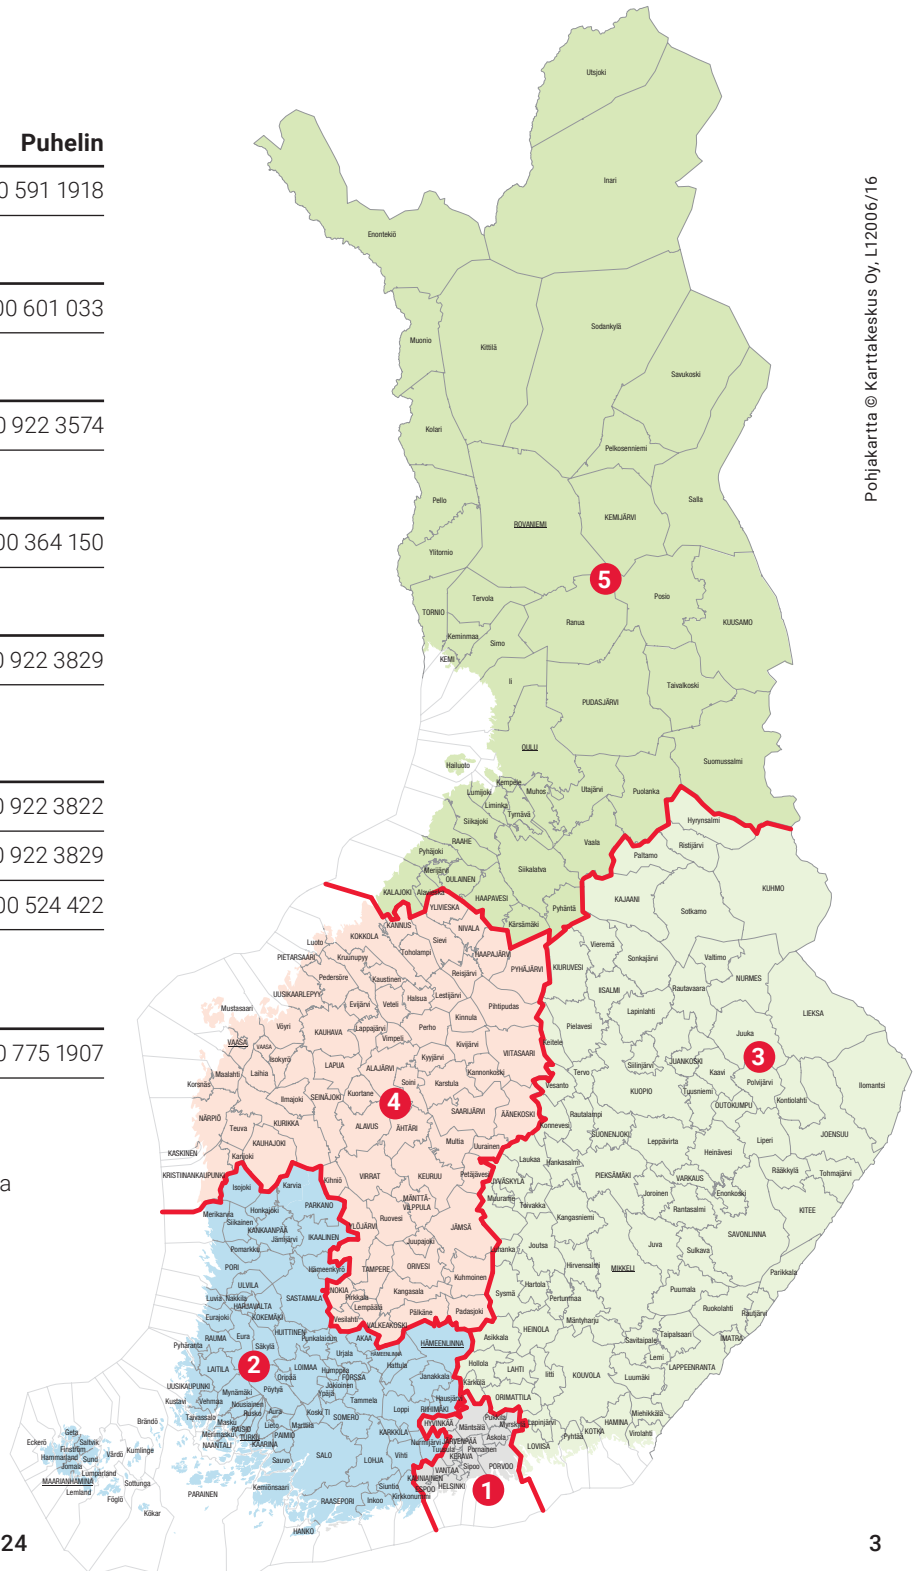 Puhelin
0 591 1918
00 601 033
0 922 3574
00 364 150
0 922 3829
0 922 3822
0 922 3829
00 524 422
0 775 1907
a
24
Pohjakartta © Karttakeskus Oy, L12006/16
Utsjoki
Inari
Enontekiö
Muonio
Kittilä
Sodankylä
Savukoski
Kolari
Pelkosenniemi
Pello
ROVANIEMI
KEMIJÄRVI
Salla
Ylitornio
5
Tervola
Posio
TORNIO
Ranua
KUUSAMO
Keminmaa
Simo
KEMI
Ii
Taivalkoski
PUDASJÄRVI
OULU
Suomussalmi
Hailuoto
Kempele
Lumijoki
Muhos
Utajärvi
Puolanka
Liminka
Tyrnävä
Siikajoki
Hyrynsalmi
RAAHE
Vaala
Ristijärvi
Pyhäjoki
Paltamo
Merijärvi
Siikalatva
OULAINEN
KUHMO
KALAJOKI
Alavieska
HAAPAVESI
KAJAANI
YLIVIESKA
Pyhäntä
Sotkamo
Kärsämäki
KANNUS
NIVALA
KOKKOLA
Sievi
Luoto
Toholampi
HAAPAJÄRVI
Vieremä
PIETARSAARI
Kruunupyy
PYHÄJÄRVI
KIURUVESI
Sonkajärvi
Valtimo
Pedersöre
Kaustinen
Reisjärvi
NURMES
UUSIKAARLEPYY
Halsua
Lestijärvi
IISALMI
Rautavaara
Mustasaari
Evijärvi
Veteli
Pihtipudas
Lapinlahti
LIEKSA
Vöyri
KAUHAVA
Lappajärvi
Perho
Kinnula
Pielavesi
Juuka
VAASA
VAASA
Vimpeli
Kivijärvi
Keitele
Isokyrö
LAPUA
Kyyjärvi
VIITASAARI
Siilinjärvi
JUANKOSKI
3
Maalahti
Laihia
ALAJÄRVI
Kannonkoski
Tervo
Kaavi
Korsnäs
Soini
Karstula
Vesanto
KUOPIO
Tuusniemi
Polvijärvi
Ilomantsi
Ilmajoki
SEINÄJOKI
Kuortane
4
SAARIJÄRVI
ÄÄNEKOSKI
Rautalampi
OUTOKUMPU
Kontiolahti
NÄRPIÖ
Teuva
KURIKKA
ALAVUS
ÄHTÄRI
Konnevesi
SUONENJOKI
JOENSUU
KAUHAJOKI
Multia
Uurainen
Leppävirta
Liperi
KASKINEN
Karijoki
Laukaa
Hankasalmi
Heinävesi
KRISTIINANKAUPUNKI
Kihniö
VIRRAT
KEURUU
Petäjävesi
JYVÄSKYLÄ
PIEKSÄMÄKI
VARKAUS
Rääkkylä
Tohmajärvi
Isojoki
Karvia
MÄNTTÄ-
VILPPULA
Muurame
Toivakka
Joroinen
Enonkoski
Merikarvia
Honkajoki
PARKANO
Ruovesi
Kangasniemi
Rantasalmi
KITEE
Siikainen
KANKAANPÄÄ
YLÖJÄRVI
JÄMSÄ
SAVONLINNA
Jämijärvi
IKAALINEN
Juupajoki
Luhanka
Joutsa
Juva
Sulkava
Pomarkku
Hämeenkyrö
TAMPERE
ORIVESI
Hirvensalmi
MIKKELI
Parikkala
PORI
Kuhmoinen
Hartola
Puumala
ULVILA
NOKIA
Kangasala
Sysmä
Pertunmaa
Luvia
Nakkila
SASTAMALA
Pirkkala
Ruokolahti
Rautjärvi
HARJAVALTA
Lempäälä
Pälkäne
Padasjoki
Mäntyharju
Eurajoki
KOKEMÄKI
Vesilahti
VALKEAKOSKI
HEINOLA
Taipalsaari
RAUMA
Eura
HUITTINEN
Punkalaidun
AKAA
HÄMEENLINNA
Asikkala
Savitaipale
IMATRA
Pyhäranta
Säkylä
Urjala
HÄMEENLINNA
Lemi
LAITILA
2
LOIMAA
Humppila
Hattula
Hollola
LAHTI
Iitti
KOUVOLA
Luumäki
LAPPEENRANTA
Oripää
FORSSA
Janakkala
Kärkölä
UUSIKAUPUNKI
Mynämäki
Pöytyä
Jokioinen
Ypäjä
Tammela
Hausjärvi
ORIMATTILA
Kustavi
Vehmaa
Nousiainen
Loppi
RIIHIMÄKI
Miehikkälä
Taivassalo
Masku
Rusko
Aura
Koski Tl
SOMERO
HYVINKÄÄ
Pukkila
Myrskylä
Lapinjärvi
HAMINA
Brändö
Merimasku
RAISIO
Lieto
Marttila
KARKKILA
Mäntsälä
Askola
KOTKA
Virolahti
Geta
NAANTALI
TURKU
PAIMIO
Nurmijärvi
JÄRVENPÄÄ
Pyhtää
Eckerö
Saltvik
KAARINA
Tuusula
Pornainen
LOVIISA
Finström
Vårdö
Kumlinge
SALO
LOHJA
Vihti
KERAVA
Hammarland
Sund
Sauvo
VANTAA
Sipoo
PORVOO
Jomala
Lumparland
KAUNIAINEN
MAARIANHAMINA
Sottunga
Kemiönsaari
Siuntio
ESPOO
HELSINKI
1
Lemland
Föglö
PARAINEN
RAASEPORI
Inkoo
Kirkkonummi
Kökar
HANKO
3